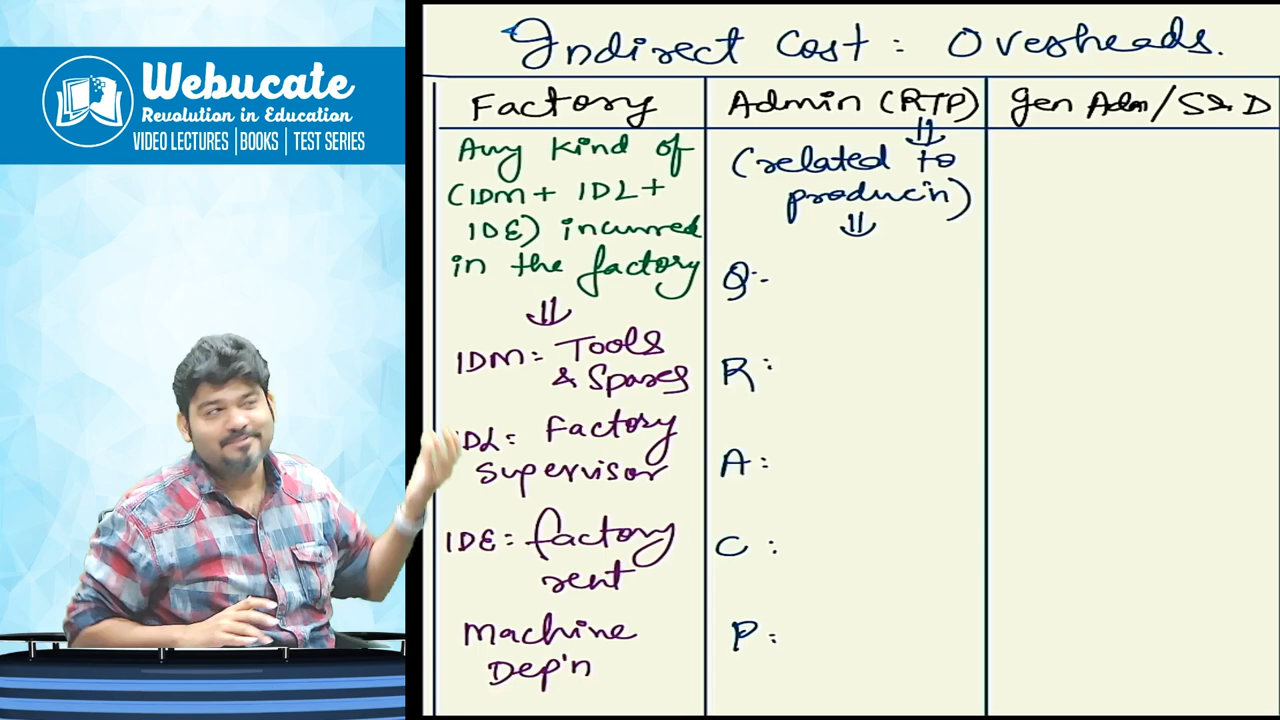 Webucate
Revolution in Education
VIDEO LECTURES | BOOKS | TEST SERIES
Indirect Cost: Overheads.
Factory
Any kind of
(IDM + IDL +
IDE) incurred
in the factory
IDM: Tools
& Spares
IDL: Factory
Supervisor
IDE: factory
rent
Machine
Dep'n
Admin (RTP)
(related to
produc'n)
Q:-
R:
A:
C:
P:
Gen Adm/S & D